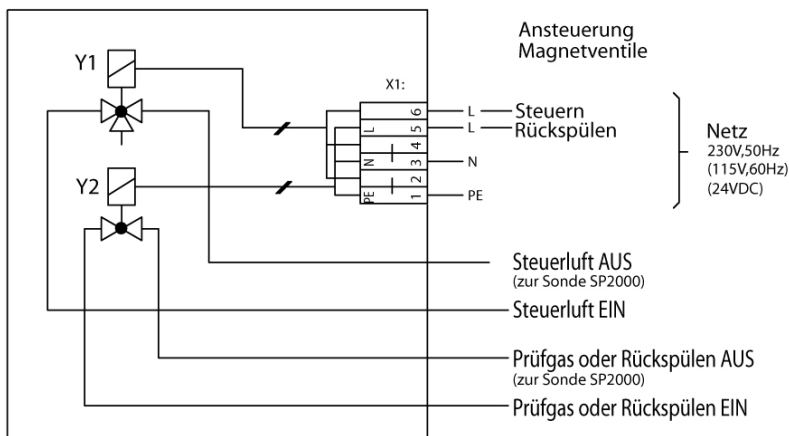 Ansteuerung
Magnetventile
Y1
X1:
6
L
Steuern
L
5
L
Rückspülen
4
N
3
N
Netz
230V,50Hz
(115V,60Hz)
(24VDC)
Y2
2
PE
1
PE
Steuerluft AUS
(zur Sonde SP2000)
Steuerluft EIN
Prüfgas oder Rückspülen AUS
(zur Sonde SP2000)
Prüfgas oder Rückspülen EIN